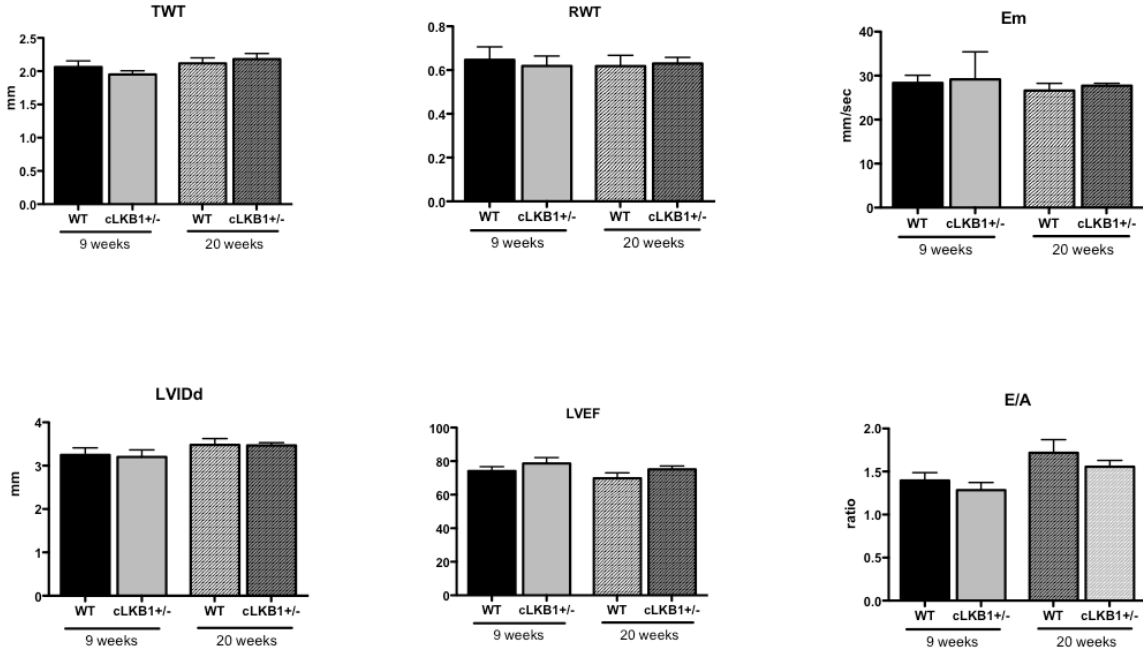 TWT
2.5
2.0
1.5
1.0
0.5
0.0
mm
WT cLKB1+/- WT cLKB1+/-
9 weeks 20 weeks
RWT
0.8
0.6
0.4
0.2
0.0
WT cLKB1+/- WT cLKB1+/-
9 weeks 20 weeks
Em
40
30
20
10
0
mm/sec
WT cLKB1+/- WT cLKB1+/-
9 weeks 20 weeks
LVIDd
4
3
2
1
0
mm
WT cLKB1+/- WT cLKB1+/-
9 weeks 20 weeks
LVEF
100
80
60
40
20
0
WT cLKB1+/- WT cLKB1+/-
9 weeks 20 weeks
E/A
2.0
1.5
1.0
0.5
0.0
ratio
WT cLKB1+/- WT cLKB1+/-
9 weeks 20 weeks